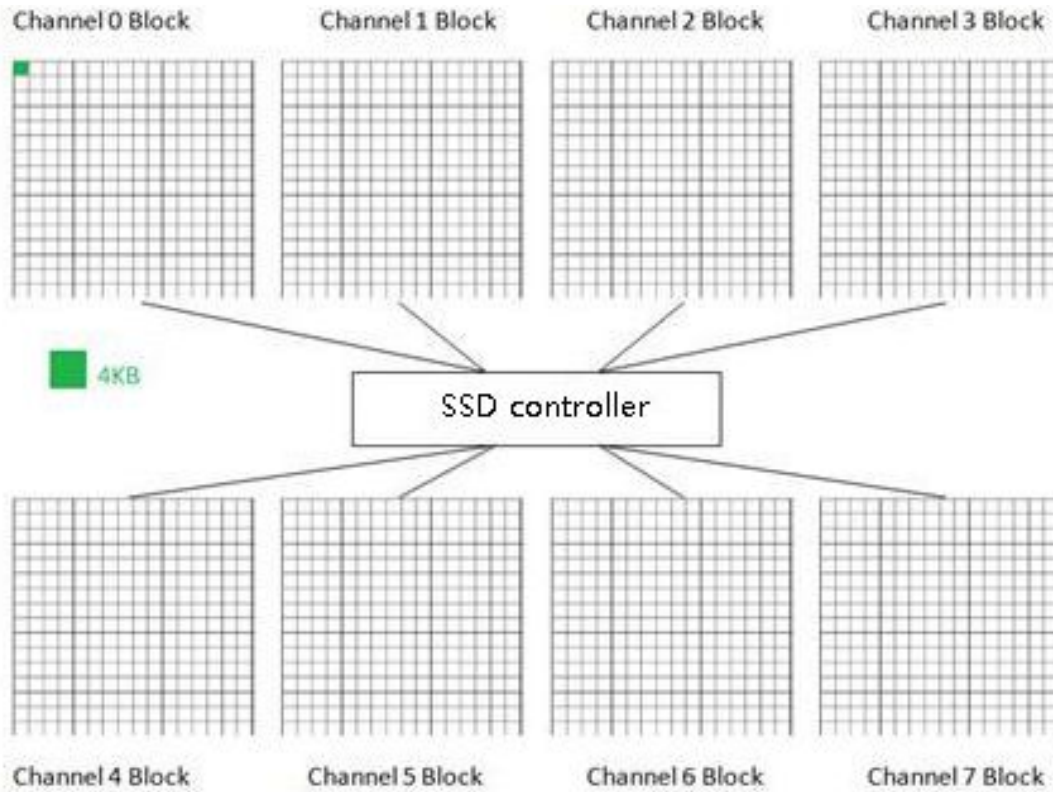 Channel 0 Block
Channel 1 Block
Channel 2 Block
Channel 3 Block
4KB
SSD controller
Channel 4 Block
Channel 5 Block
Channel 6 Block
Channel 7 Block